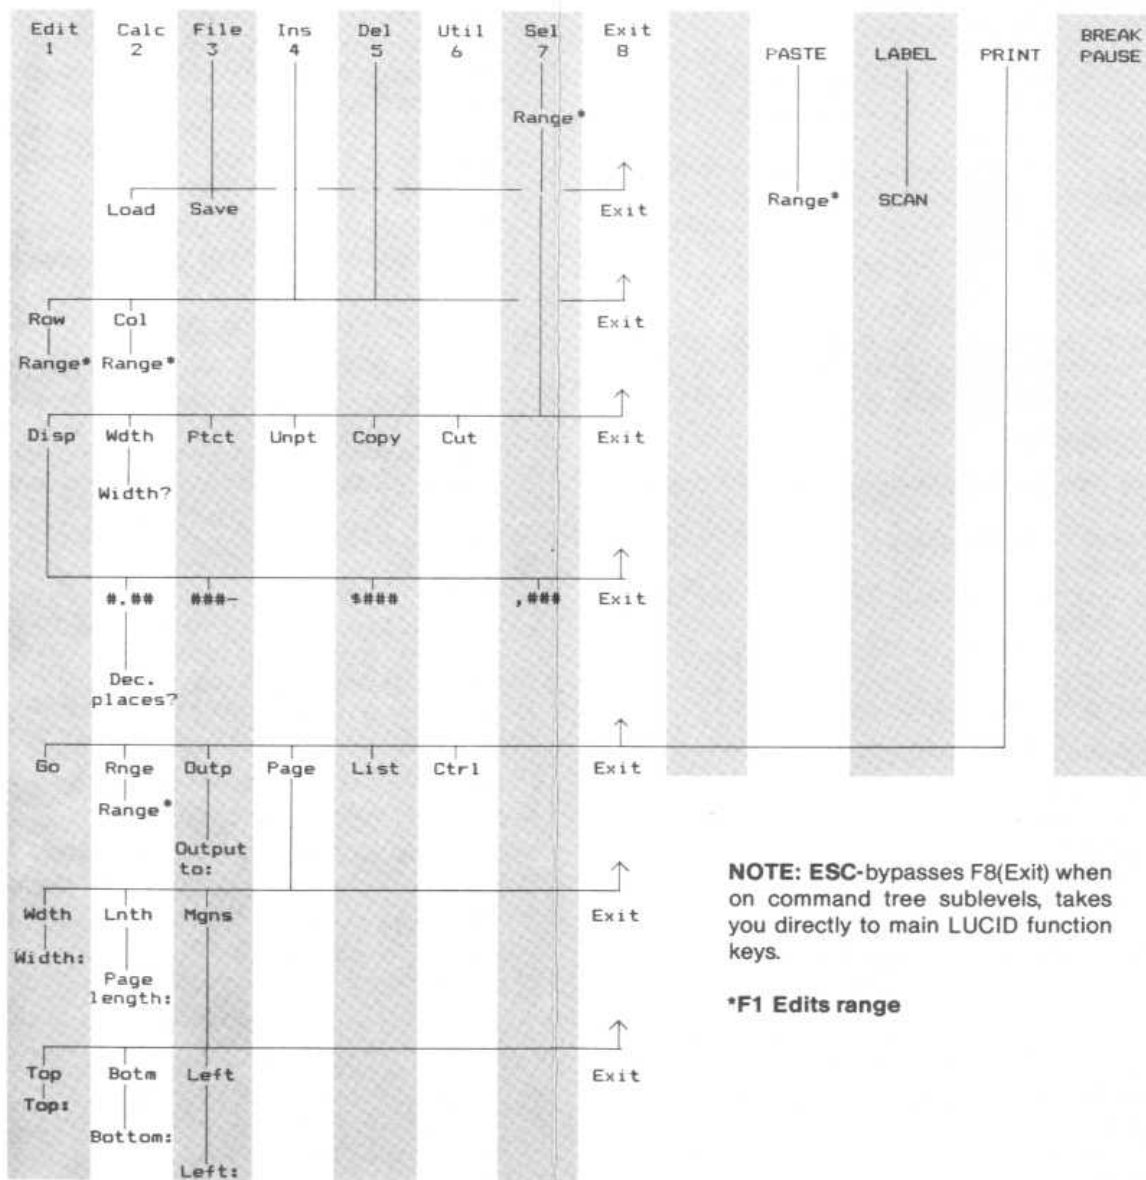 Edit Calc File Ins Del Util Sel Exit
1 2 3 4 5 6 7 8
PASTE LABEL PRINT BREAK
PAUSE
Range*
Load Save Exit
Range* SCAN
Row Col Exit
Range* Range*
Disp Wdth Ptct Unpt Copy Cut Exit
Width?
#.## ###- $### ,### Exit
Dec.
places?
Go Rnge Outp Page List Ctrl Exit
Range*
Output
to:
Wdth Lnth Mgns Exit
Width:
Page
length:
Top Botm Left Exit
Top:
Bottom:
Left:
NOTE: ESC-bypasses F8(Exit) when
on command tree sublevels, takes
you directly to main LUCID function
keys.
*F1 Edits range